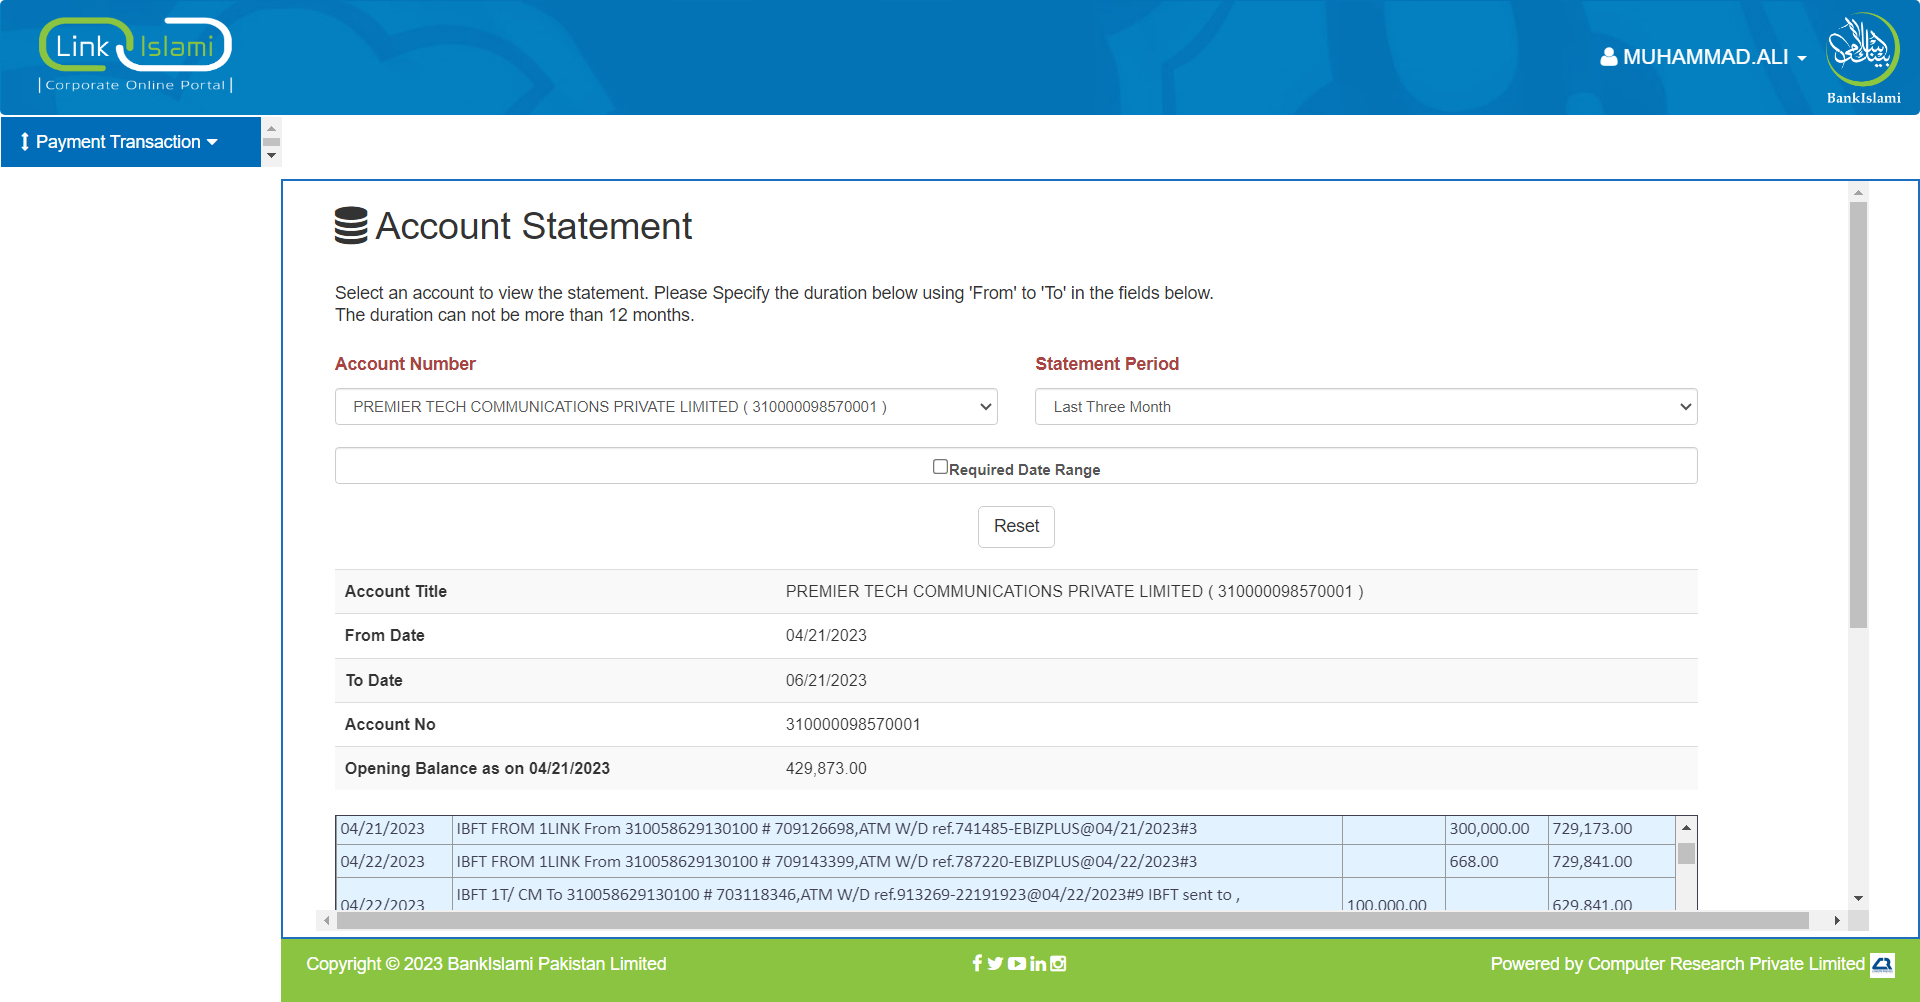 Link Islami
|Corporate Online Portal|
MUHAMMAD.ALI
BankIslami
Payment Transaction
Account Statement
Select an account to view the statement. Please Specify the duration below using 'From' to 'To' in the fields below.
The duration can not be more than 12 months.
Account Number
Statement Period
PREMIER TECH COMMUNICATIONS PRIVATE LIMITED ( 310000098570001 )
Last Three Month
Required Date Range
Reset
Account Title PREMIER TECH COMMUNICATIONS PRIVATE LIMITED ( 310000098570001 )
From Date 04/21/2023
To Date 06/21/2023
Account No 310000098570001
Opening Balance as on 04/21/2023 429,873.00
04/21/2023 IBFT FROM 1LINK From 310058629130100 # 709126698,ATM W/D ref.741485-EBIZPLUS@04/21/2023#3 300,000.00 729,173.00
04/22/2023 IBFT FROM 1LINK From 310058629130100 # 709143399,ATM W/D ref.787220-EBIZPLUS@04/22/2023#3 668.00 729,841.00
IBFT 1T/ CM To 310058629130100 # 703118346,ATM W/D ref.913269-22191923@04/22/2023#9 IBFT sent to ,
04/22/2023 100,000.00 629,841.00
Copyright © 2023 BankIslami Pakistan Limited
Powered by Computer Research Private Limited